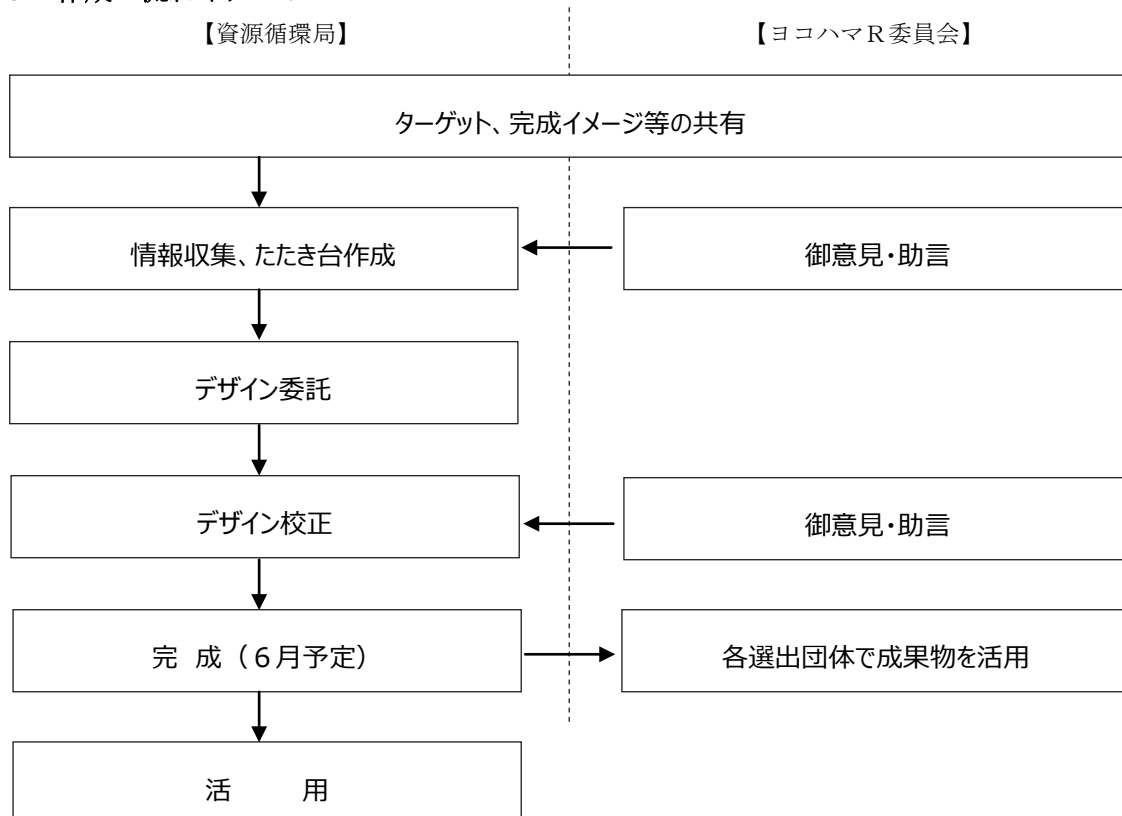 【資源循環局】 【ヨコハマＲ委員会】
ターゲット、完成イメージ等の共有
情報収集、たたき台作成 御意見・助言
デザイン委託
デザイン校正 御意見・助言
完 成（６月予定） 各選出団体で成果物を活用
活 用